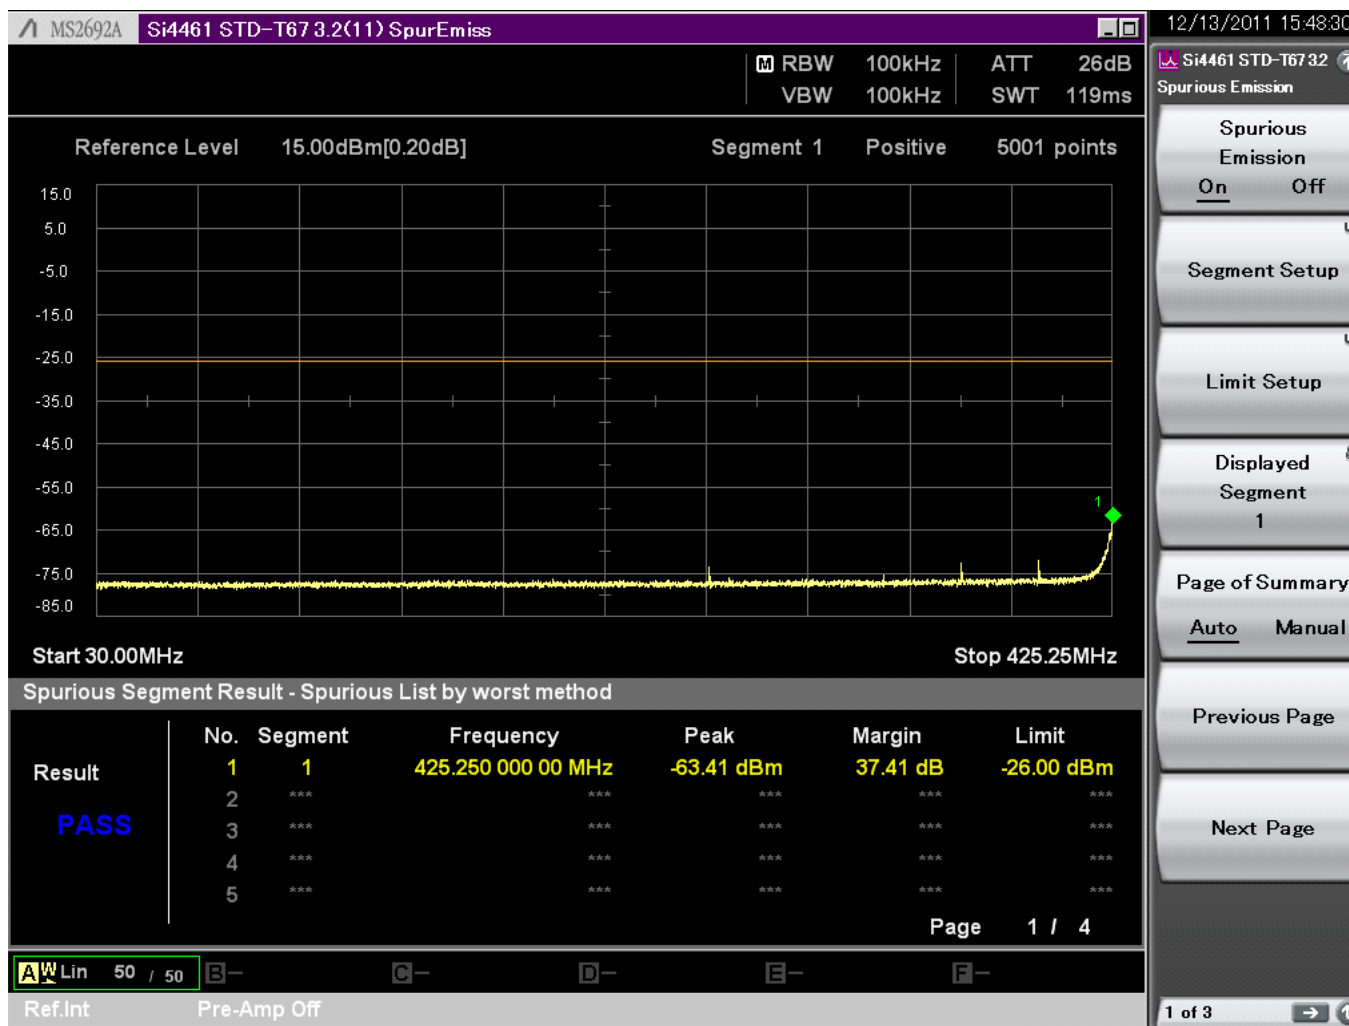 MS2692A Si4461 STD-T67 3.2(11) SpurEmiss
12/13/2011 15:48:30
M RBW 100kHz ATT 26dB
VBW 100kHz SWT 119ms
Reference Level 15.00dBm[0.20dB] Segment 1 Positive 5001 points
15.0
5.0
-5.0
-15.0
-25.0
-35.0
-45.0
-55.0
-65.0
-75.0
-85.0
1
Start 30.00MHz Stop 425.25MHz
Spurious Segment Result - Spurious List by worst method
No. Segment Frequency Peak Margin Limit
Result
PASS
1 1 425.250 000 00 MHz -63.41 dBm 37.41 dB -26.00 dBm
2 *** *** *** *** ***
3 *** *** *** *** ***
4 *** *** *** *** ***
5 *** *** *** *** ***
Page 1 / 4
A W Lin 50 / 50 B- C- D- E- F-
Ref.Int Pre-Amp Off
Si4461 STD-T67 3.2
Spurious Emission
Spurious
Emission
On Off
Segment Setup
Limit Setup
Displayed
Segment
1
Page of Summary
Auto Manual
Previous Page
Next Page
1 of 3